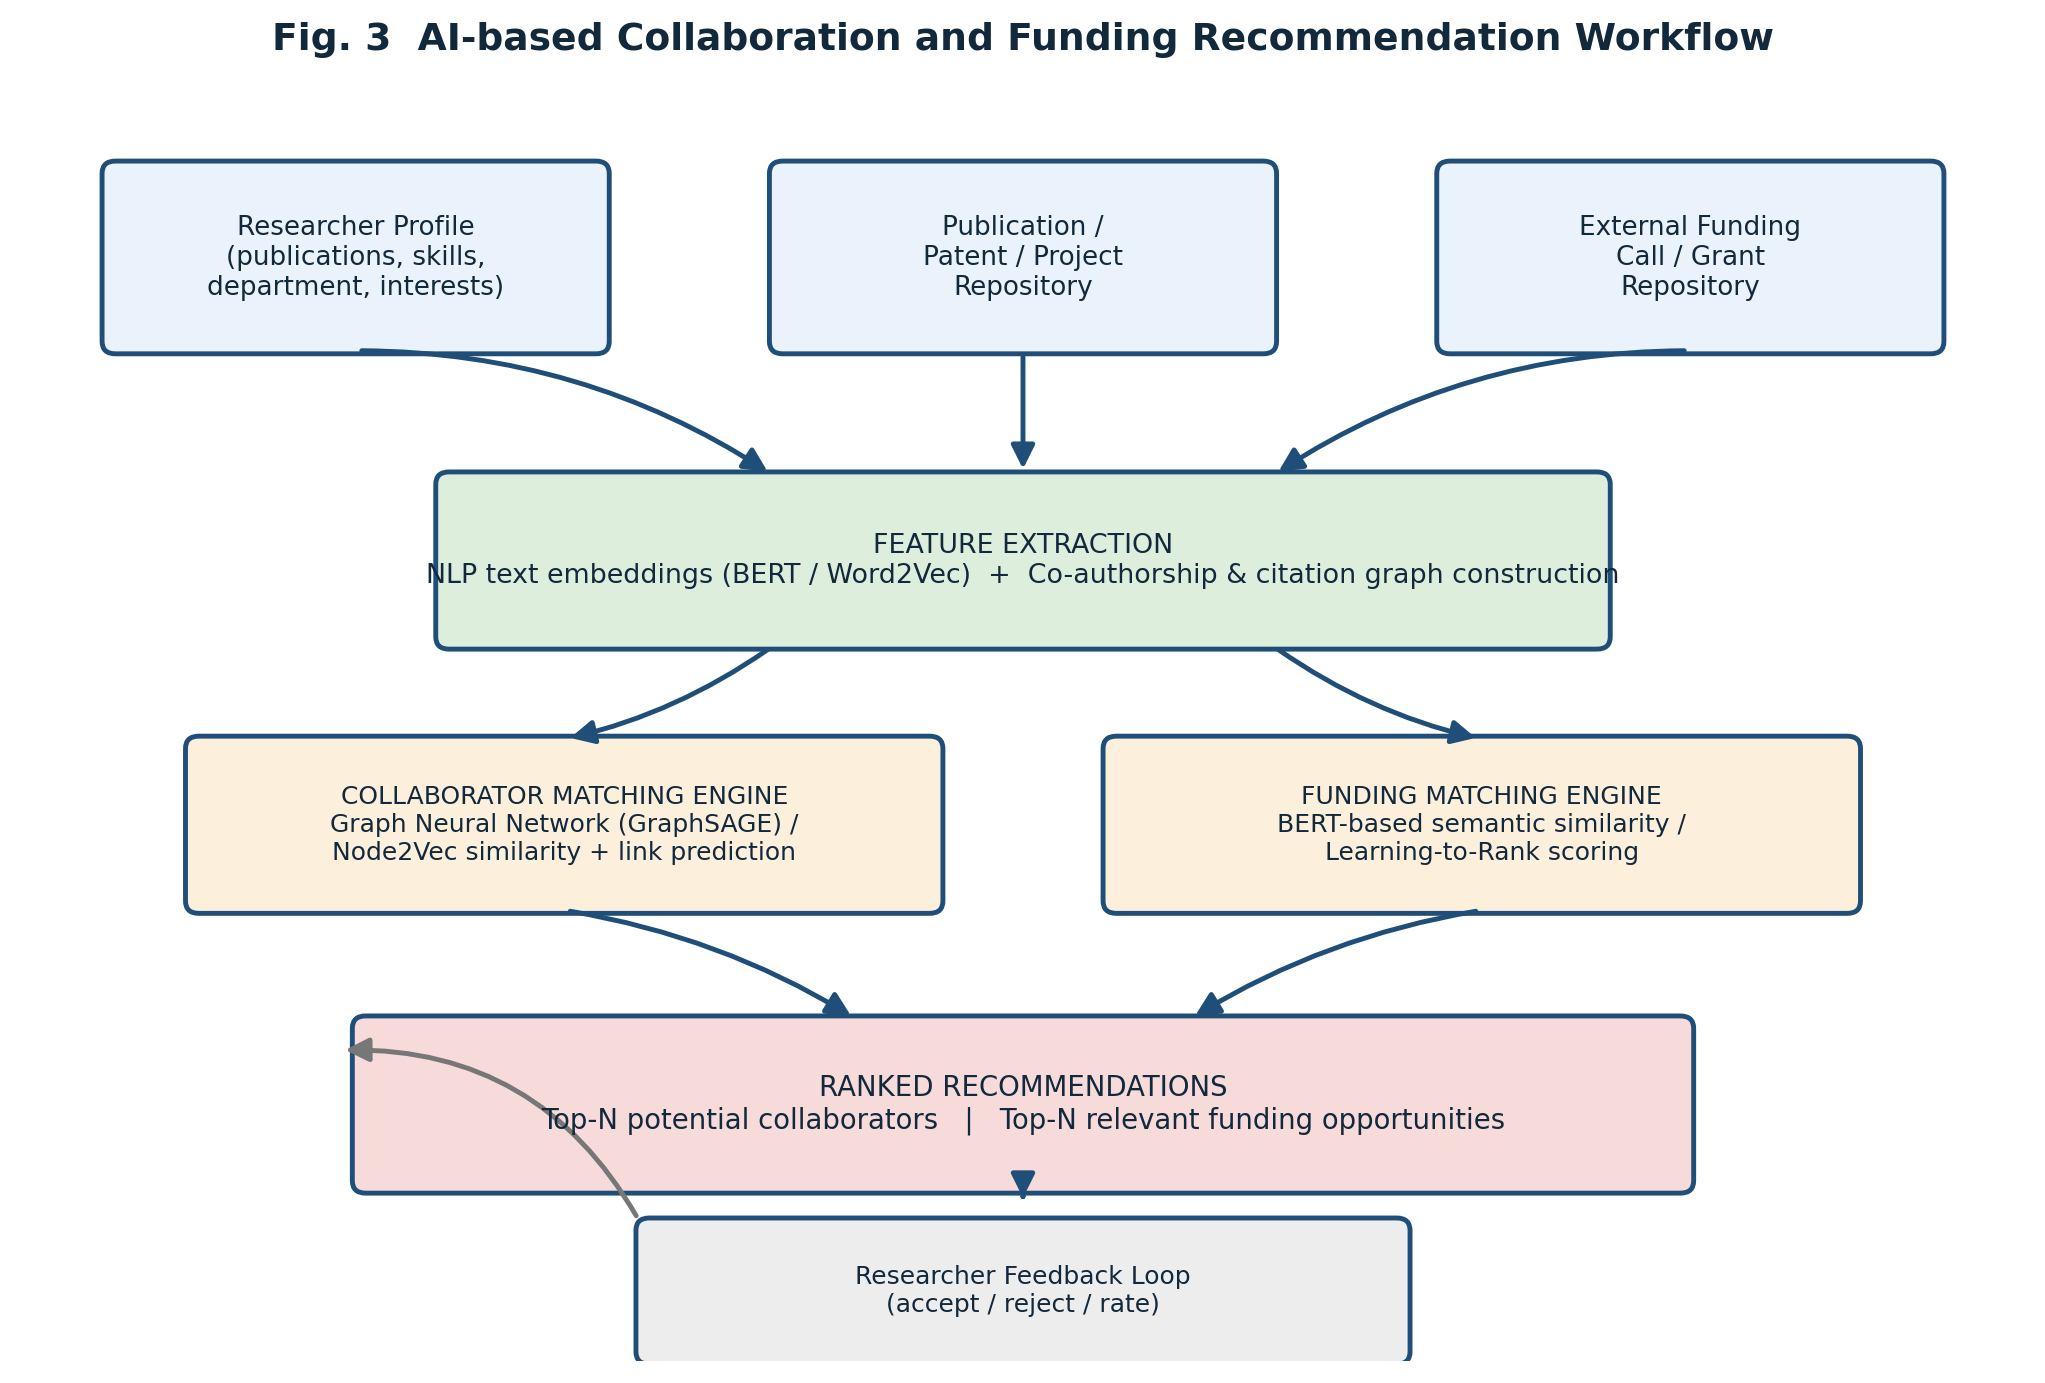 Fig. 3  AI-based Collaboration and Funding Recommendation Workflow
Researcher Profile
(publications, skills,
department, interests)
Publication /
Patent / Project
Repository
External Funding
Call / Grant
Repository
FEATURE EXTRACTION
NLP text embeddings (BERT / Word2Vec)  +  Co-authorship & citation graph construction
COLLABORATOR MATCHING ENGINE
Graph Neural Network (GraphSAGE) /
Node2Vec similarity + link prediction
FUNDING MATCHING ENGINE
BERT-based semantic similarity /
Learning-to-Rank scoring
RANKED RECOMMENDATIONS
Top-N potential collaborators   |   Top-N relevant funding opportunities
Researcher Feedback Loop
(accept / reject / rate)